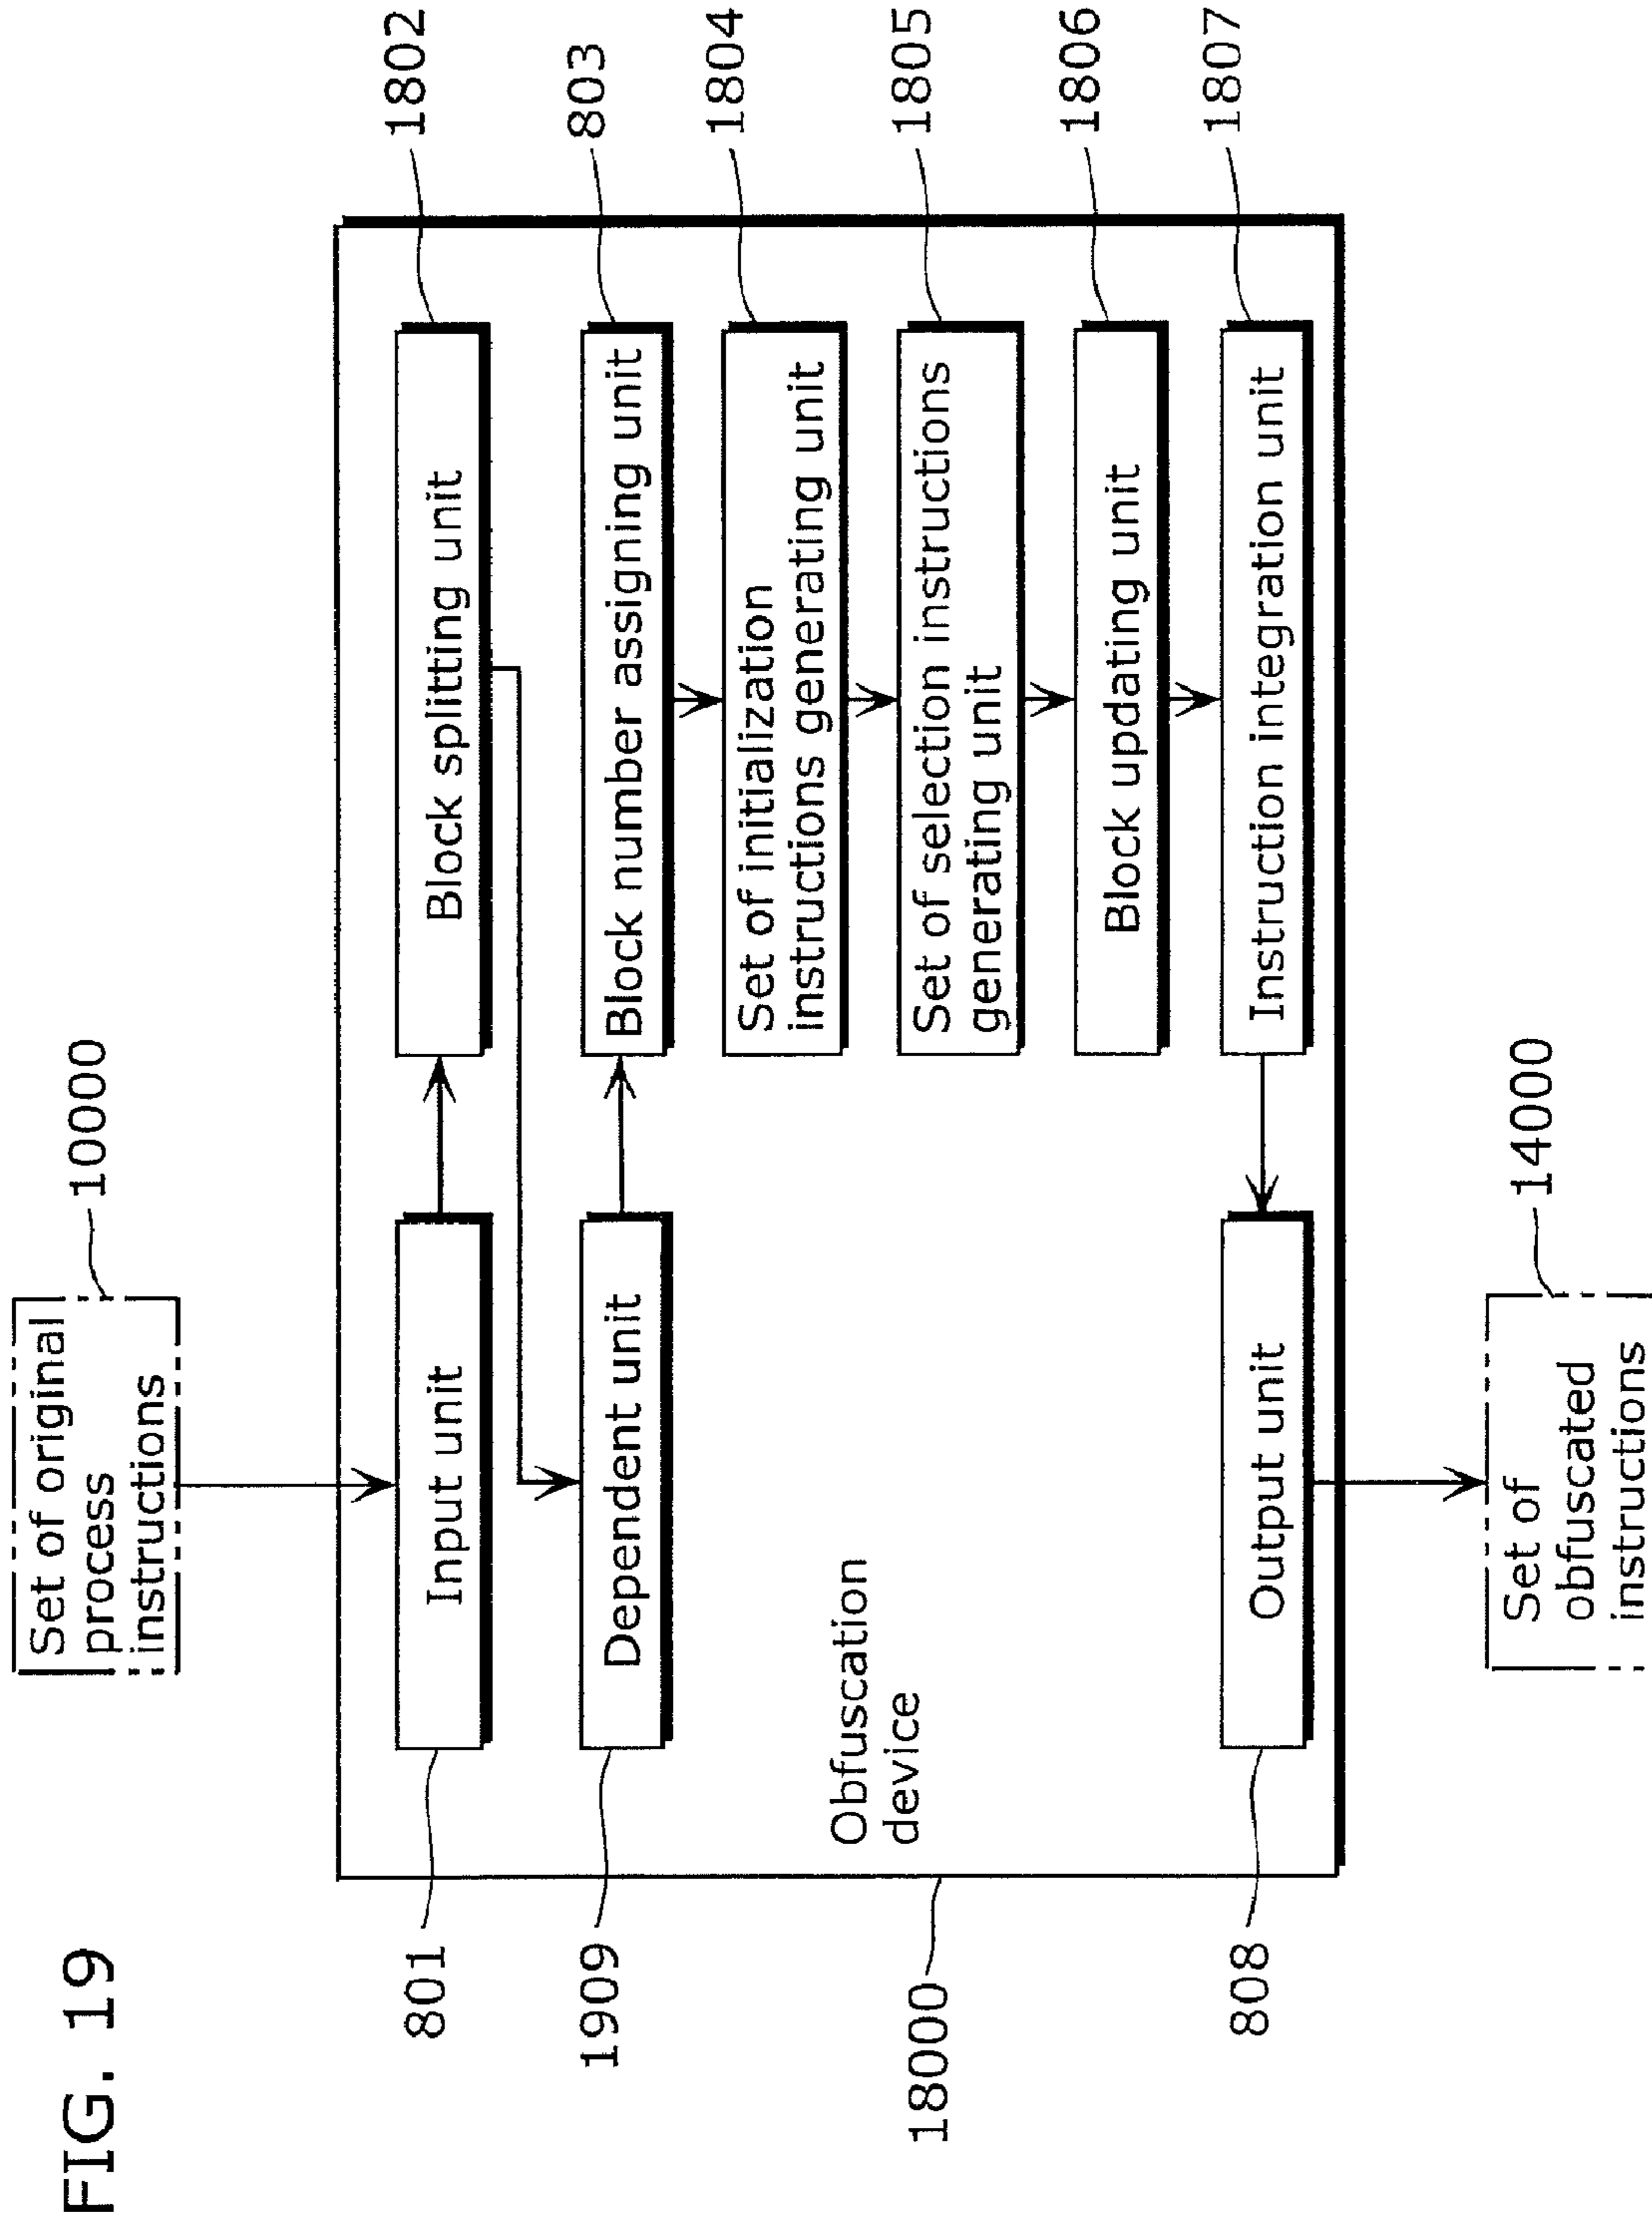 FIG. 19
Set of original
process
instructions
10000
801
Input unit
Block splitting unit
1802
1909
Dependent unit
Block number assigning unit
803
Set of initialization
instructions generating unit
1804
18000
Obfuscation
device
Set of selection instructions
generating unit
1805
Block updating unit
1806
808
Output unit
Instruction integration unit
1807
Set of
obfuscated
instructions
14000